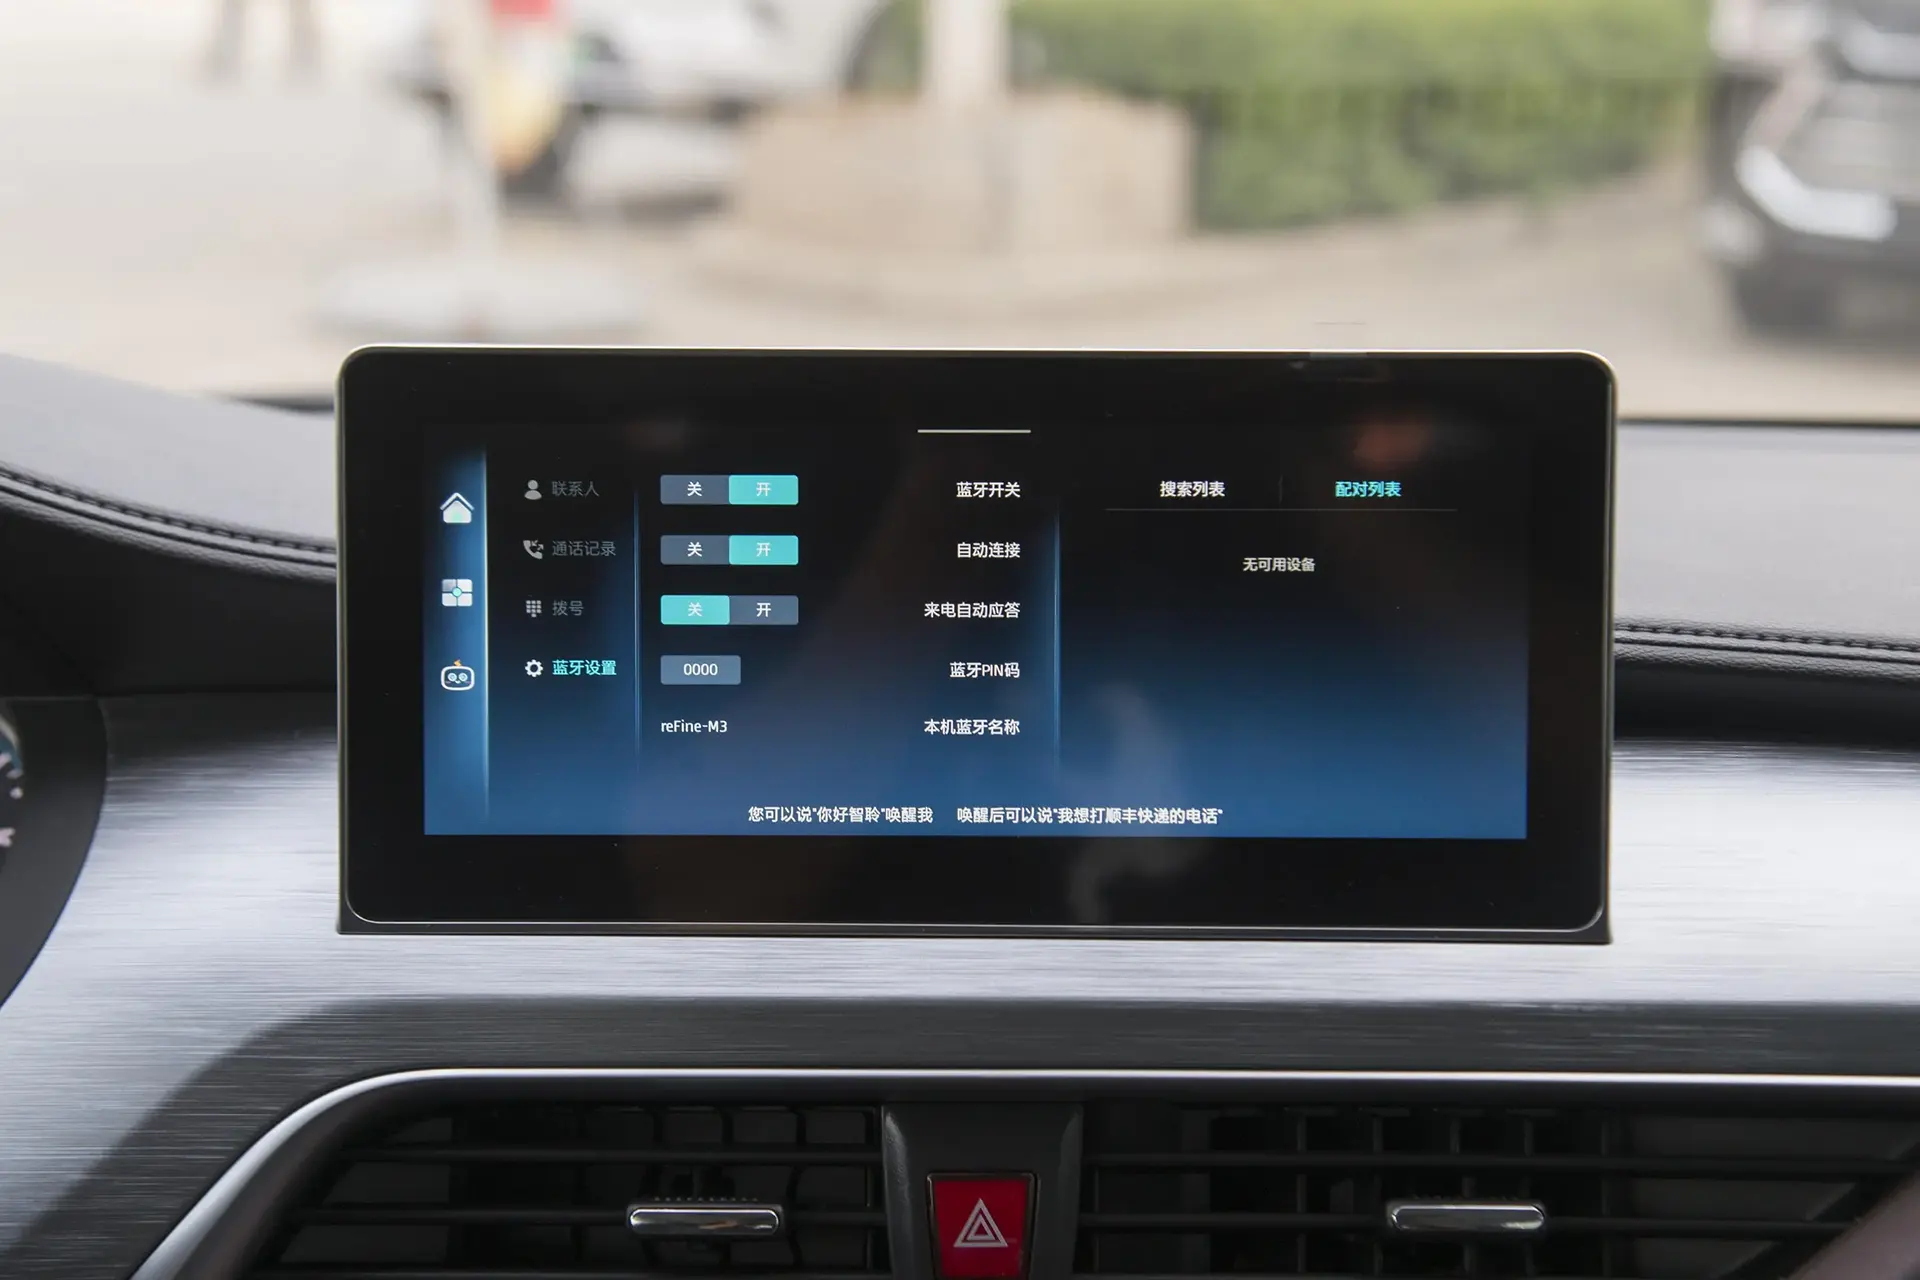 联系人
通话记录
拨号
蓝牙设置
关 开 蓝牙开关
关 开 自动连接
关 开 来电自动应答
0000 蓝牙PIN码
reFine-M3 本机蓝牙名称
搜索列表 配对列表
无可用设备
您可以说"你好智聆"唤醒我 唤醒后可以说"我想打顺丰快递的电话"